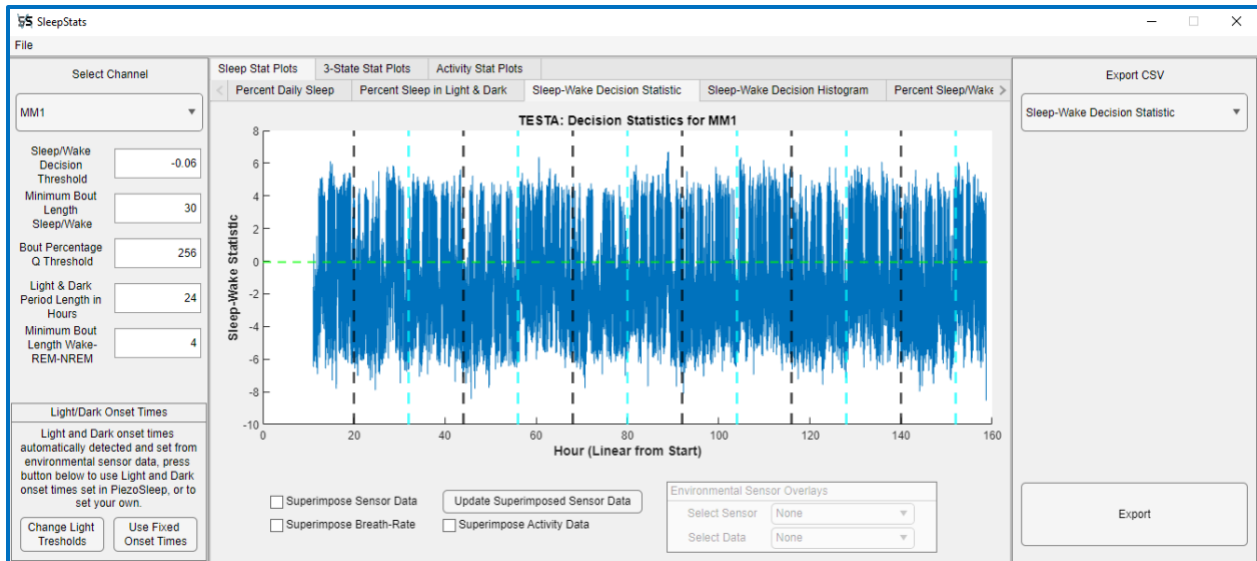 SleepStats
File
Select Channel
MM1
Sleep/Wake
Decision
Threshold
-0.06
Minimum Bout
Length
Sleep/Wake
30
Bout Percentage
Q Threshold
256
Light & Dark
Period Length in
Hours
24
Minimum Bout
Length Wake-
REM-NREM
4
Light/Dark Onset Times
Light and Dark onset times
automatically detected and set from
environmental sensor data, press
button below to use Light and Dark
onset times set in PiezoSleep, or to
set your own.
Change Light
Tresholds
Use Fixed
Onset Times
Sleep Stat Plots 3-State Stat Plots Activity Stat Plots
Percent Daily Sleep Percent Sleep in Light & Dark Sleep-Wake Decision Statistic Sleep-Wake Decision Histogram Percent Sleep/Wake
TESTA: Decision Statistics for MM1
Sleep-Wake Statistic
8
6
4
2
0
-2
-4
-6
-8
-10
0 20 40 60 80 100 120 140 160
Hour (Linear from Start)
Superimpose Sensor Data
Update Superimposed Sensor Data
Superimpose Breath-Rate
Superimpose Activity Data
Environmental Sensor Overlays
Select Sensor None
Select Data None
Export CSV
Sleep-Wake Decision Statistic
Export